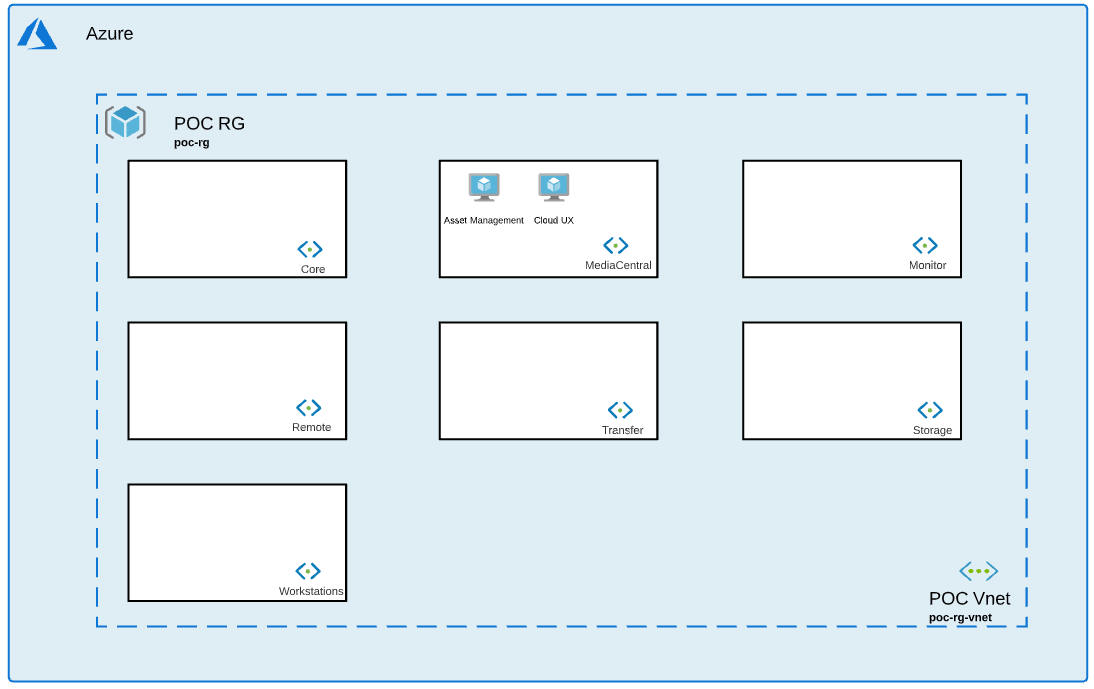 Azure
POC RG
poc-rg
Asset Management
Cloud UX
Core
MediaCentral
Monitor
Remote
Transfer
Storage
Workstations
POC Vnet
poc-rg-vnet